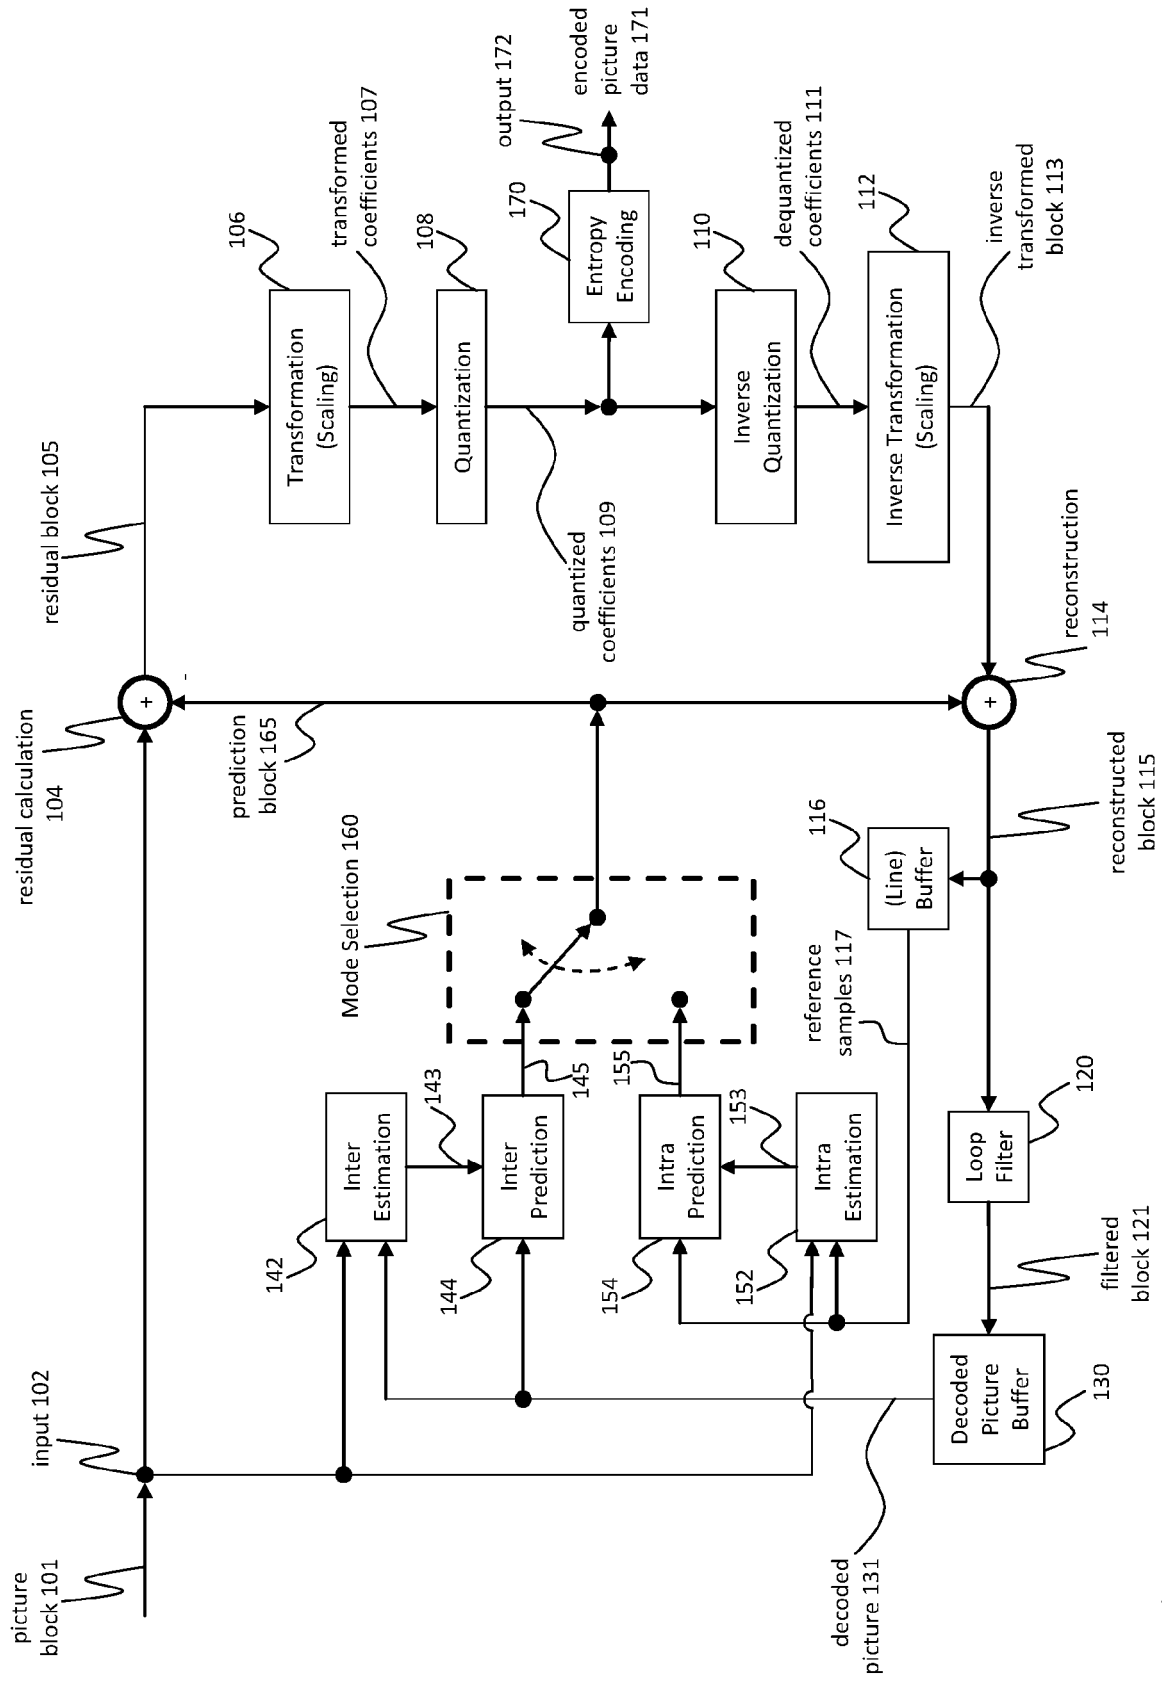 picture
block 101
input 102
residual calculation
104
+
-
residual block 105
106
Transformation
(Scaling)
transformed
coefficients 107
108
Quantization
quantized
coefficients 109
170
Entropy
Encoding
output 172
encoded
picture
data 171
110
Inverse
Quantization
dequantized
coefficients 111
112
Inverse Transformation
(Scaling)
inverse
transformed
block 113
prediction
block 165
Mode Selection 160
142
Inter
Estimation
143
144
Inter
Prediction
145
154
Intra
Prediction
155
152
Intra
Estimation
153
reference
samples 117
116
(Line)
Buffer
+
reconstruction
114
reconstructed
block 115
120
Loop
Filter
filtered
block 121
130
Decoded
Picture
Buffer
decoded
picture 131